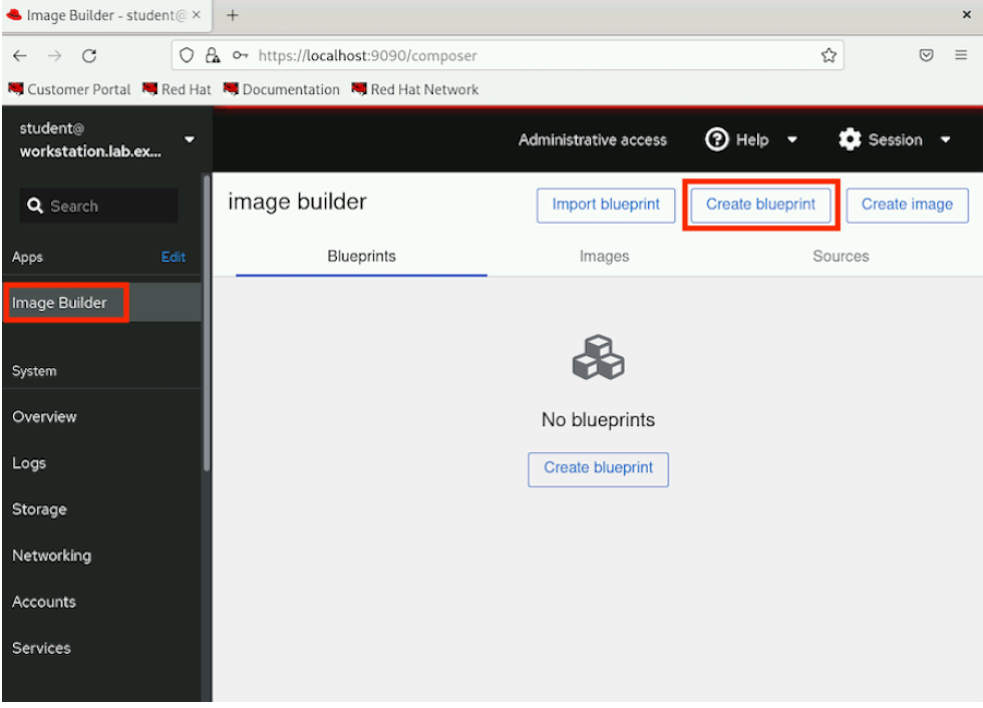 Image Builder - student@ ×
+
×
https://localhost:9090/composer
Customer Portal Red Hat Documentation Red Hat Network
student@
workstation.lab.ex...
Administrative access ? Help Session
Search
image builder
Import blueprint Create blueprint Create image
Apps Edit
Blueprints Images Sources
Image Builder
System
Overview
Logs
Storage
Networking
Accounts
Services
No blueprints
Create blueprint